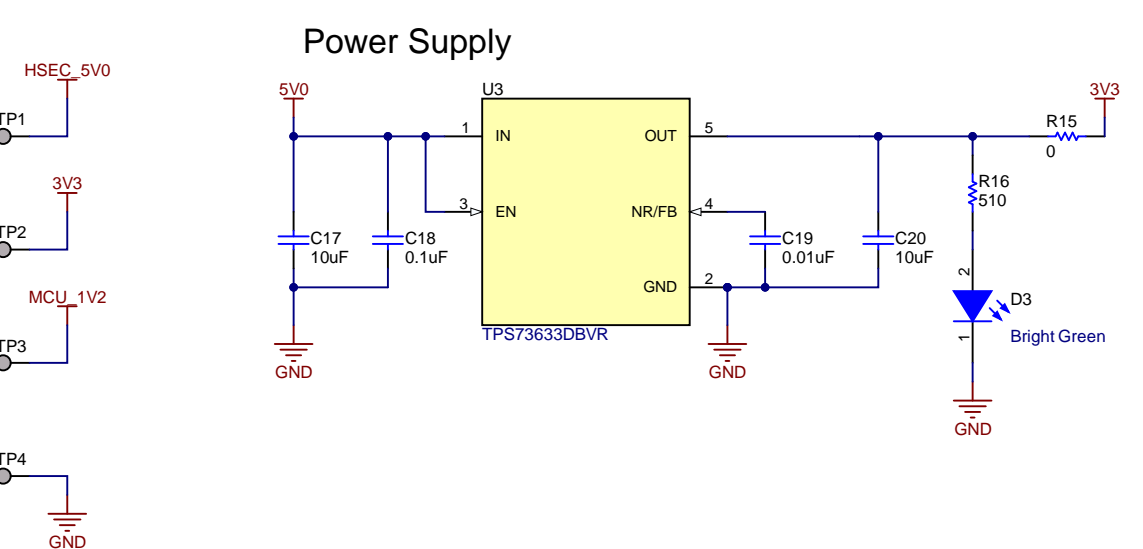 Power Supply
HSEC_5V0
TP1
3V3
TP2
MCU_1V2
TP3
TP4
GND
5V0
U3
1
IN
OUT
5
3
EN
NR/FB
4
GND
2
TPS73633DBVR
C17
10uF
C18
0.1uF
GND
C19
0.01uF
C20
10uF
GND
R15
0
3V3
R16
510
2
D3
1
Bright Green
GND